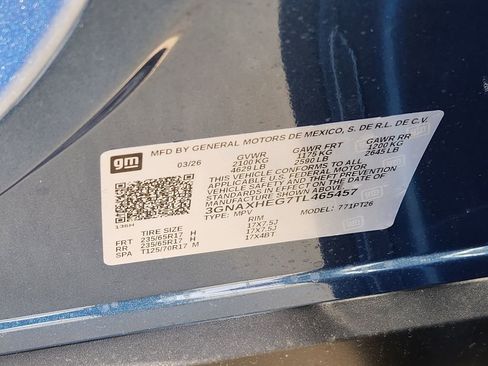 gm
MFD BY GENERAL MOTORS DE MEXICO, S. DE R.L. DE C.V.
03/26 GVWR GAWR FRT GAWR RR
2100 KG 1175 KG 1200 KG
4629 LB 2590 LB 2645 LB
THIS VEHICLE CONFORMS TO ALL
APPLICABLE U.S. FEDERAL MOTOR
VEHICLE SAFETY AND THEFT PREVENTION
STANDARDS IN EFFECT ON THE DATE OF
MANUFACTURE SHOWN ABOVE.
3GNAXHEG7TL465457
TYPE: MPV MODEL: 771PT26
136H
TIRE SIZE RIM
FRT 235/65R17 H 17X7.5J
RR 235/65R17 H 17X7.5J
SPA T125/70R17 M 17X4BT